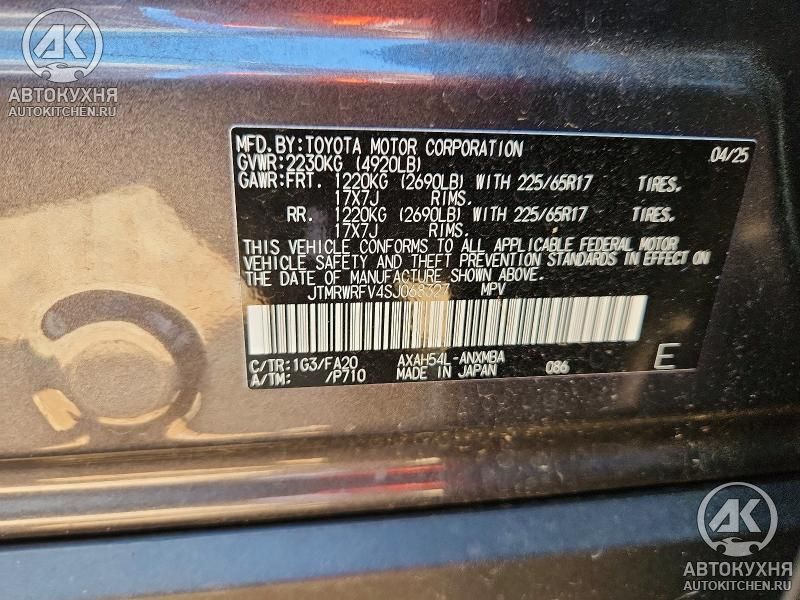 АК
АВТОКУХНЯ
AUTOKITCHEN.RU
MFD.BY:TOYOTA MOTOR CORPORATION 04/25
GVWR:2230KG (4920LB)
GAWR:FRT. 1220KG (2690LB) WITH 225/65R17 TIRES,
17X7J RIMS,
RR. 1220KG (2690LB) WITH 225/65R17 TIRES,
17X7J RIMS.
THIS VEHICLE CONFORMS TO ALL APPLICABLE FEDERAL MOTOR
VEHICLE SAFETY AND THEFT PREVENTION STANDARDS IN EFFECT ON
THE DATE OF MANUFACTURE SHOWN ABOVE.
JTMRWRFV4SJ068327 MPV
C/TR:1G3/FA20 AXAH54L-ANXMBA 086 E
A/TM: /P710 MADE IN JAPAN
АК
АВТОКУХНЯ
AUTOKITCHEN.RU